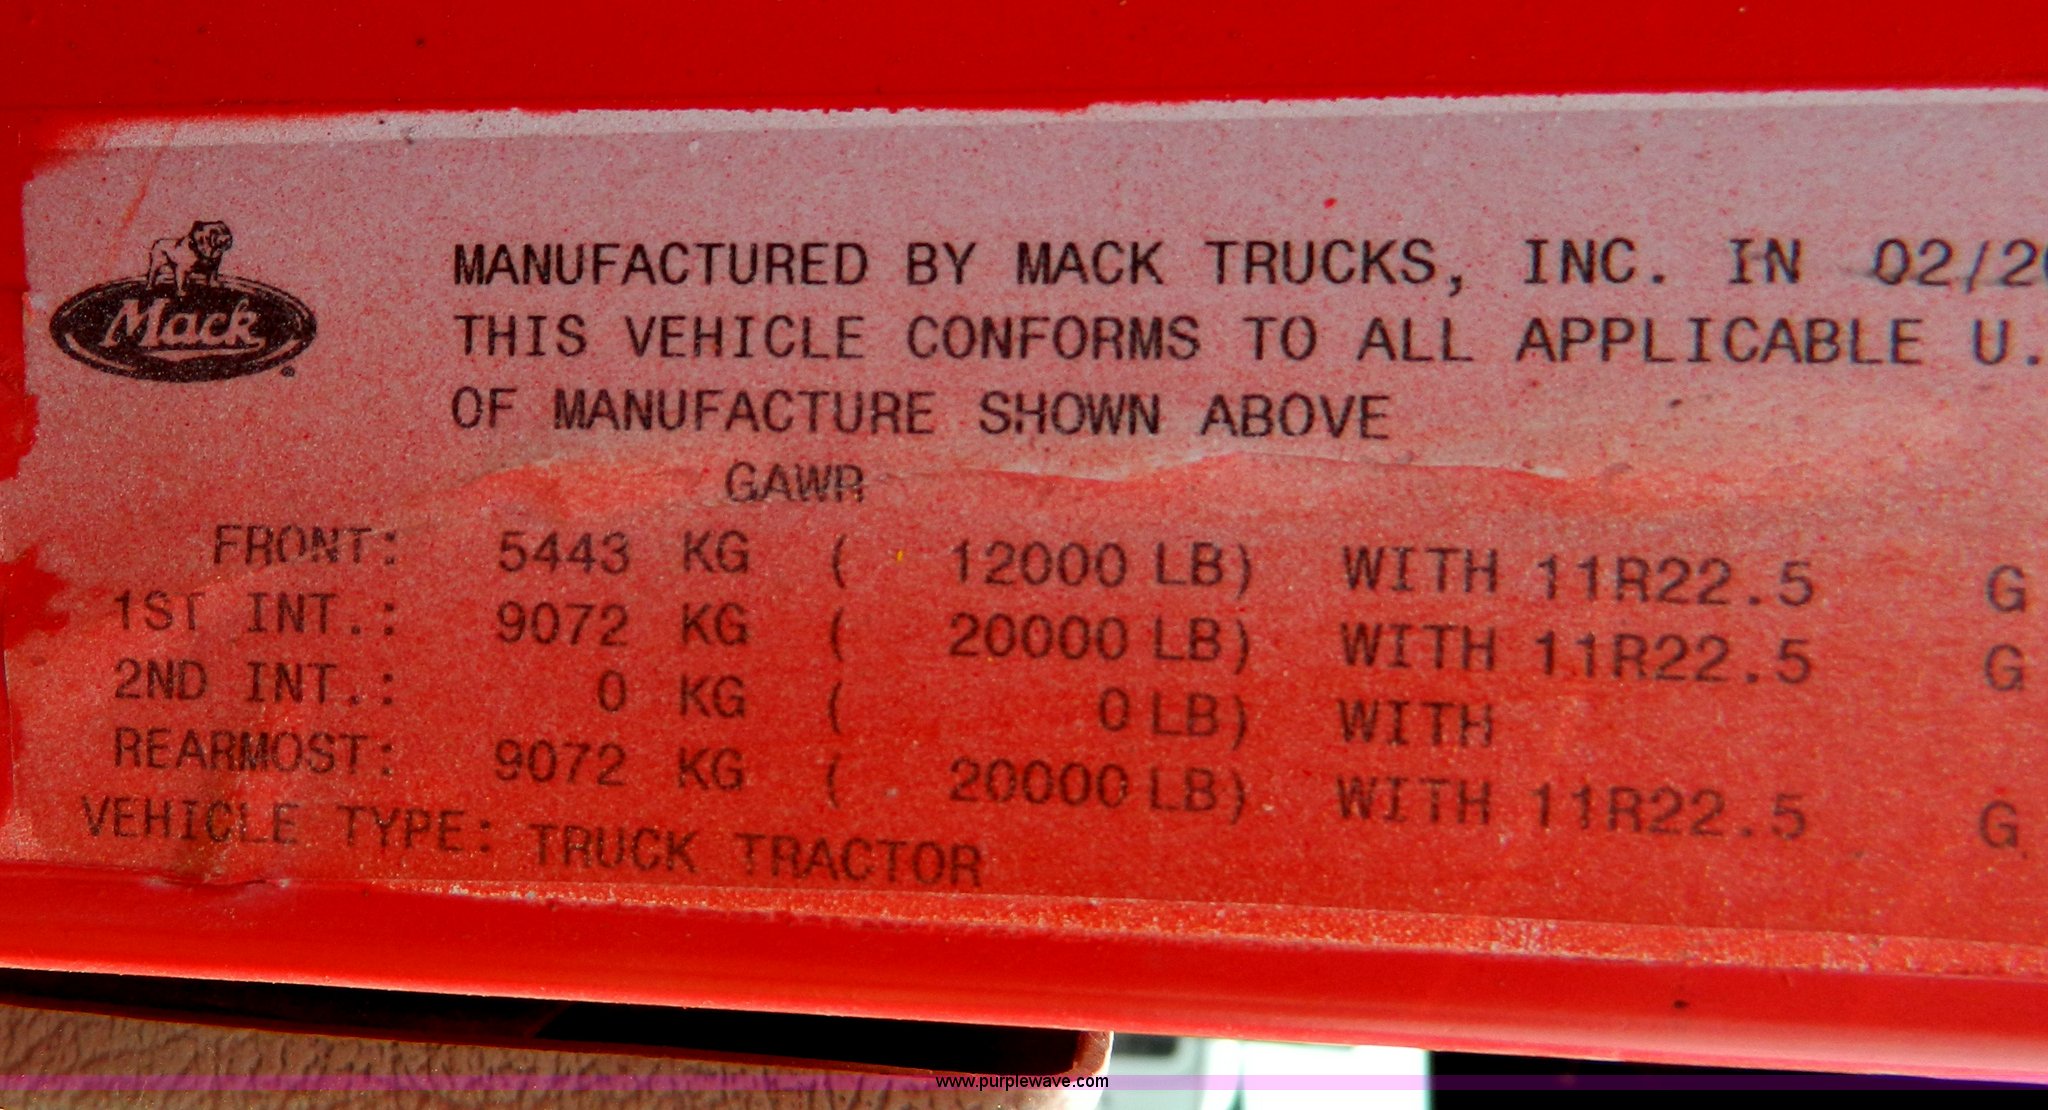 Mack
MANUFACTURED BY MACK TRUCKS, INC. IN 02/20
THIS VEHICLE CONFORMS TO ALL APPLICABLE U.
OF MANUFACTURE SHOWN ABOVE
GAWR
FRONT: 5443 KG ( 12000 LB) WITH 11R22.5 G
1ST INT.: 9072 KG ( 20000 LB) WITH 11R22.5 G
2ND INT.: 0 KG ( 0 LB) WITH
REARMOST: 9072 KG ( 20000 LB) WITH 11R22.5 G
VEHICLE TYPE: TRUCK TRACTOR
www.purplewave.com